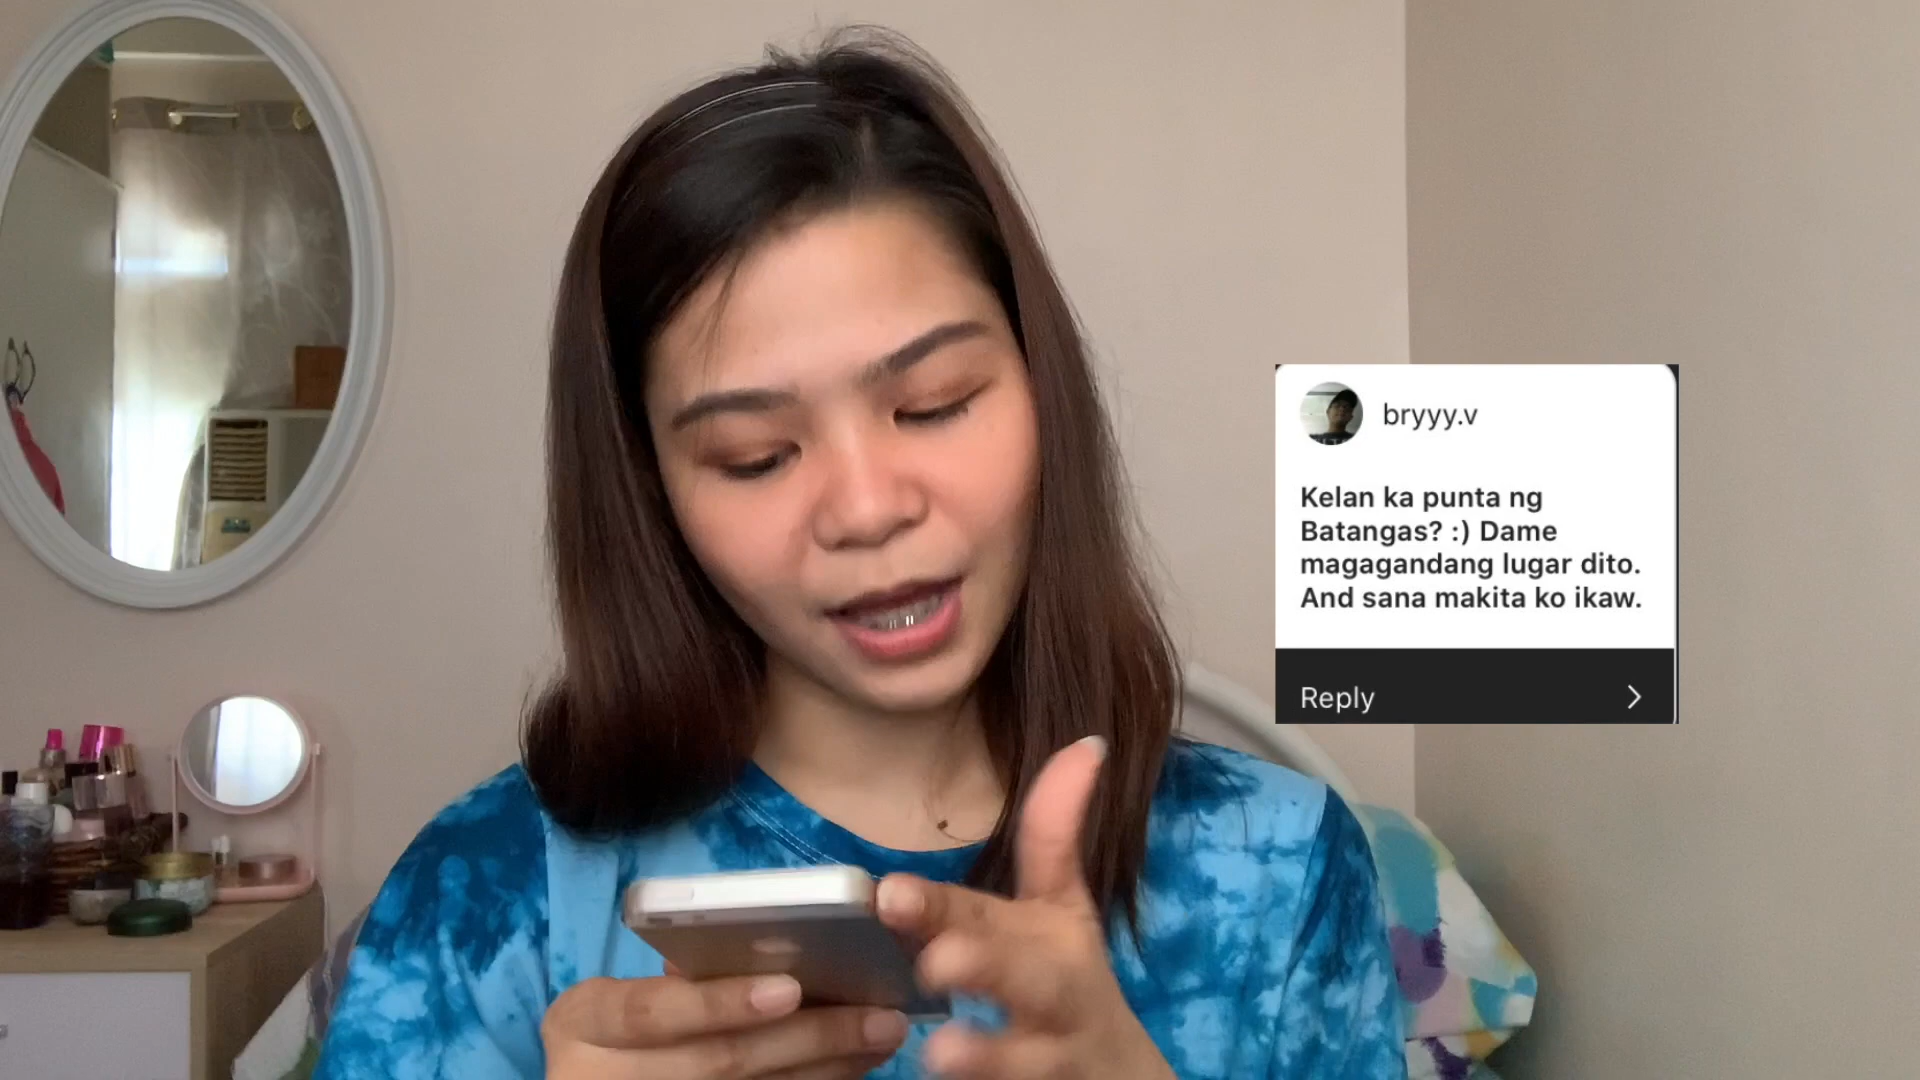 bryyy.v
Kelan ka punta ng
Batangas? :) Dame
magagandang lugar dito.
And sana makita ko ikaw.
Reply